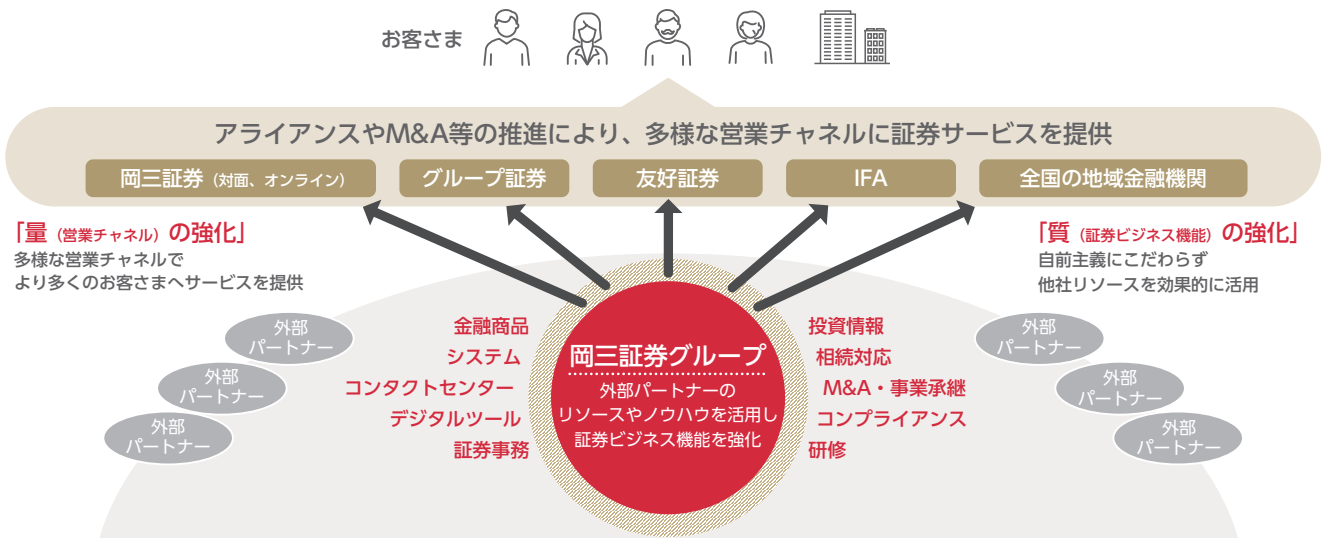 お客さま
アライアンスやM&A等の推進により、多様な営業チャネルに証券サービスを提供
岡三証券（対面、オンライン）
グループ証券
友好証券
IFA
全国の地域金融機関
「量（営業チャネル）の強化」
多様な営業チャネルで
より多くのお客さまへサービスを提供
「質（証券ビジネス機能）の強化」
自前主義にこだわらず
他社リソースを効果的に活用
外部
パートナー
外部
パートナー
外部
パートナー
金融商品
システム
コンタクトセンター
デジタルツール
証券事務
岡三証券グループ
外部パートナーの
リソースやノウハウを活用し
証券ビジネス機能を強化
投資情報
相続対応
M&A・事業承継
コンプライアンス
研修
外部
パートナー
外部
パートナー
外部
パートナー